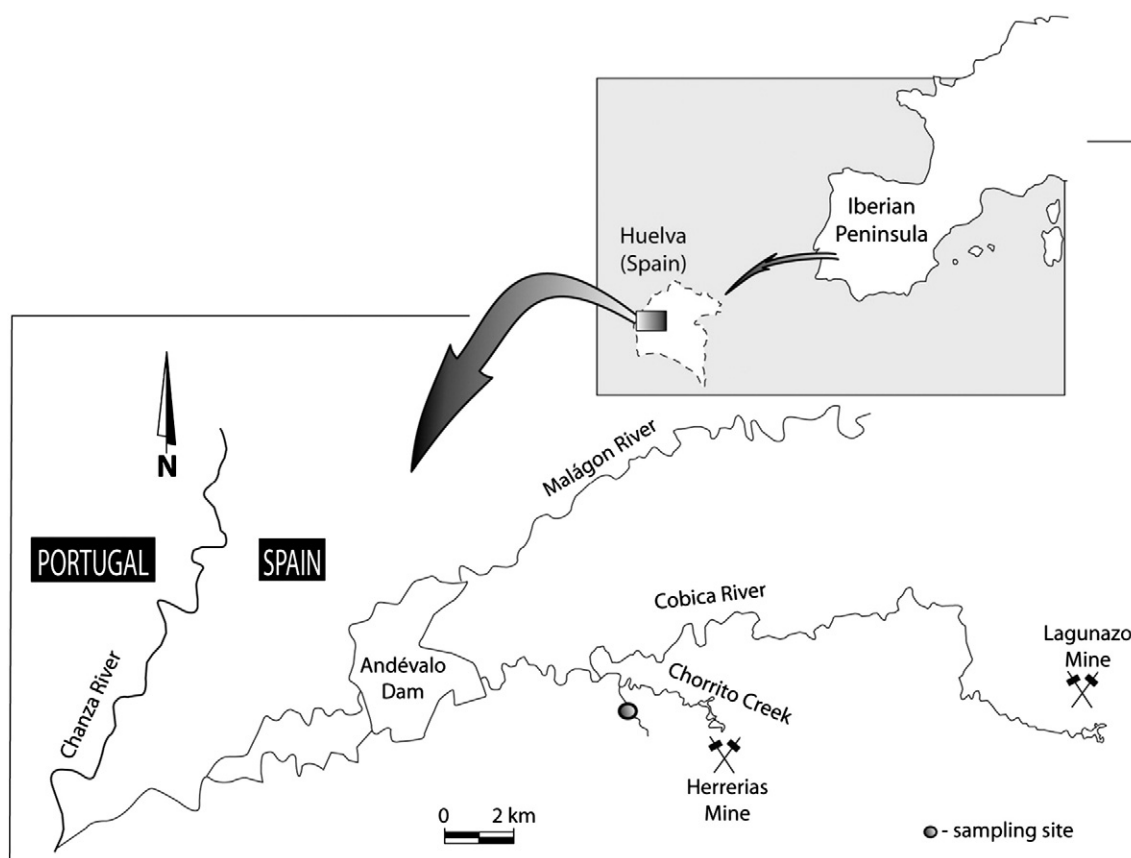 Iberian
Peninsula
Huelva
(Spain)
N
Malágon River
PORTUGAL
SPAIN
Chanza River
Andévalo
Dam
Cobica River
Chorrito Creek
Lagunazo
Mine
Herrerias
Mine
0 2 km
- sampling site